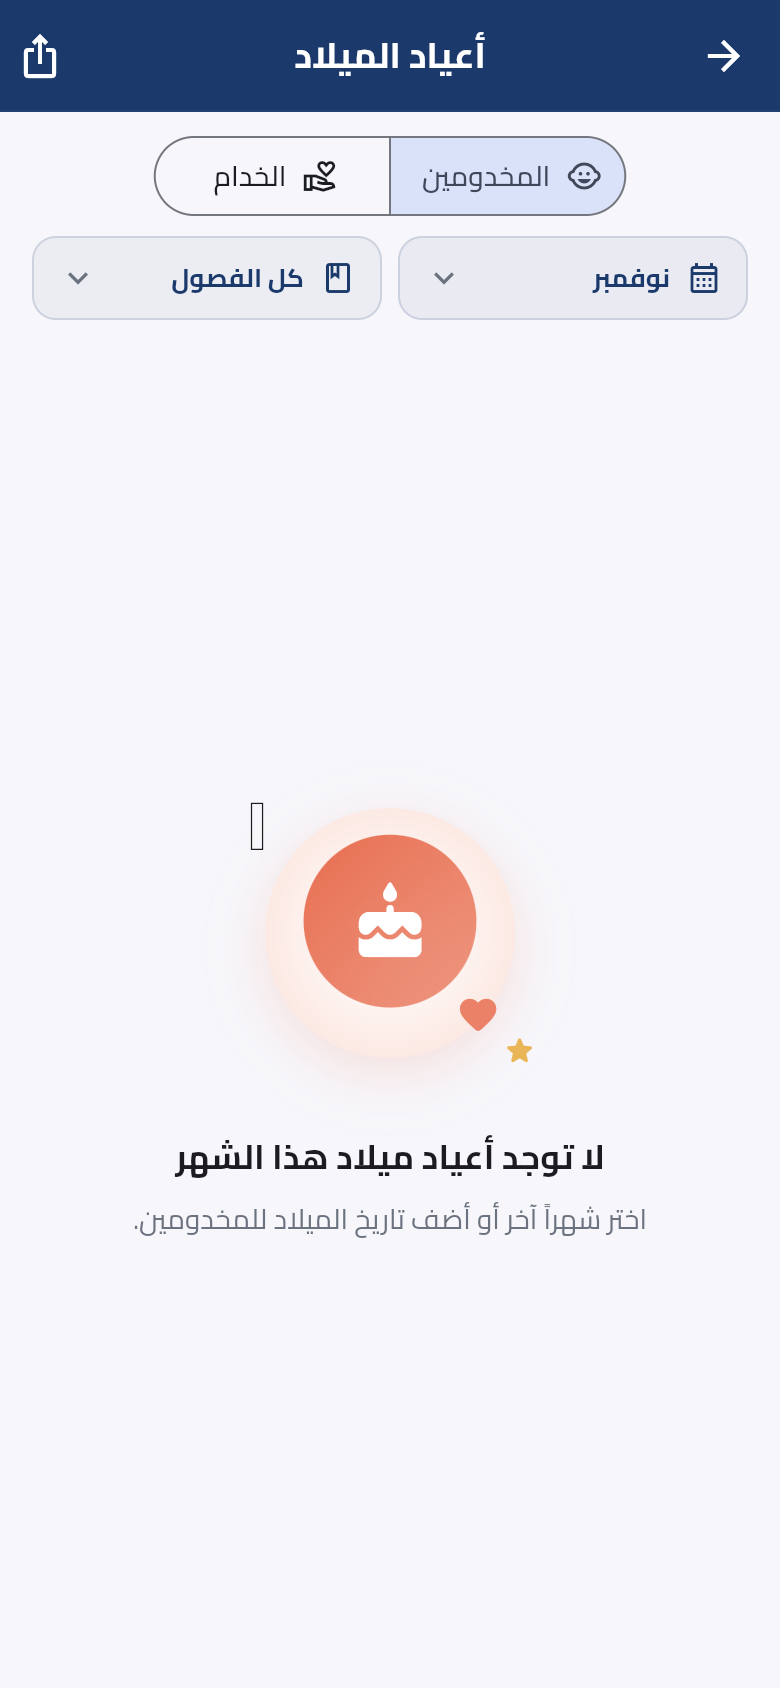 أعياد الميلاد
المخدومين
الخدام
نوفمبر
كل الفصول
لا توجد أعياد ميلاد هذا الشهر
اختر شهراً آخر أو أضف تاريخ الميلاد للمخدومين.